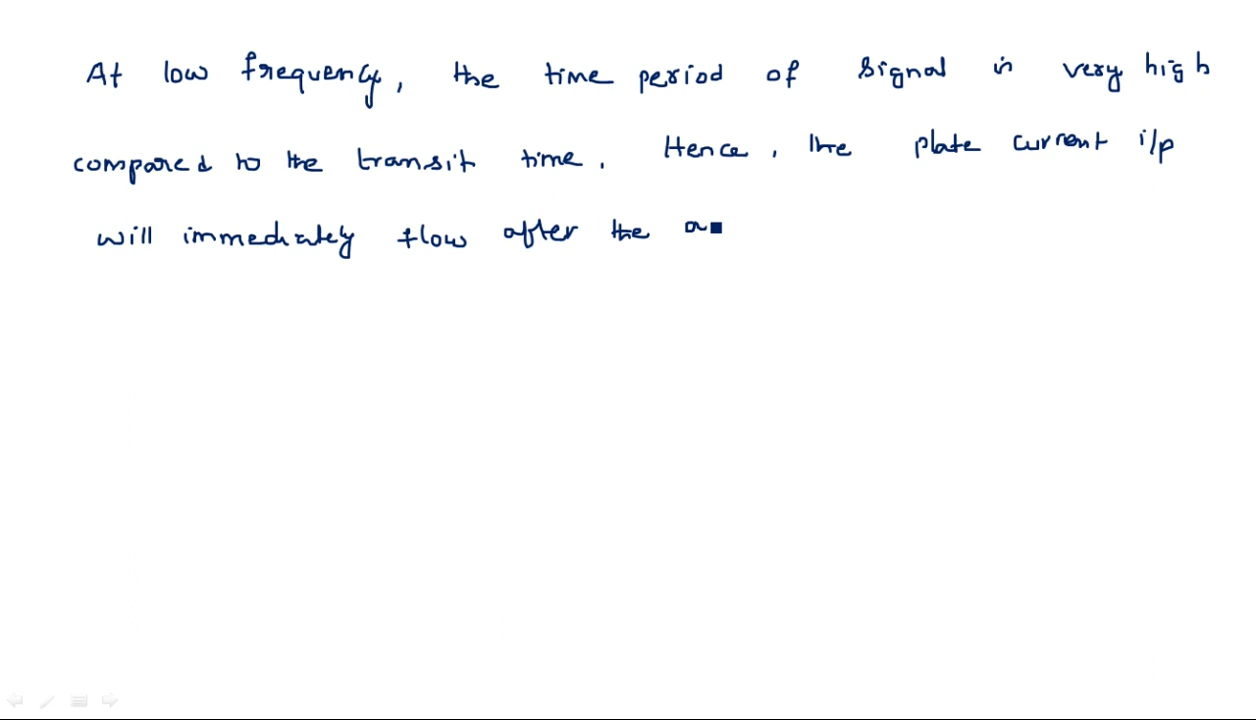 At low frequency, the time period of signal is very high
compared to the transit time. Hence, the plate current i/p
will immediately flow after the